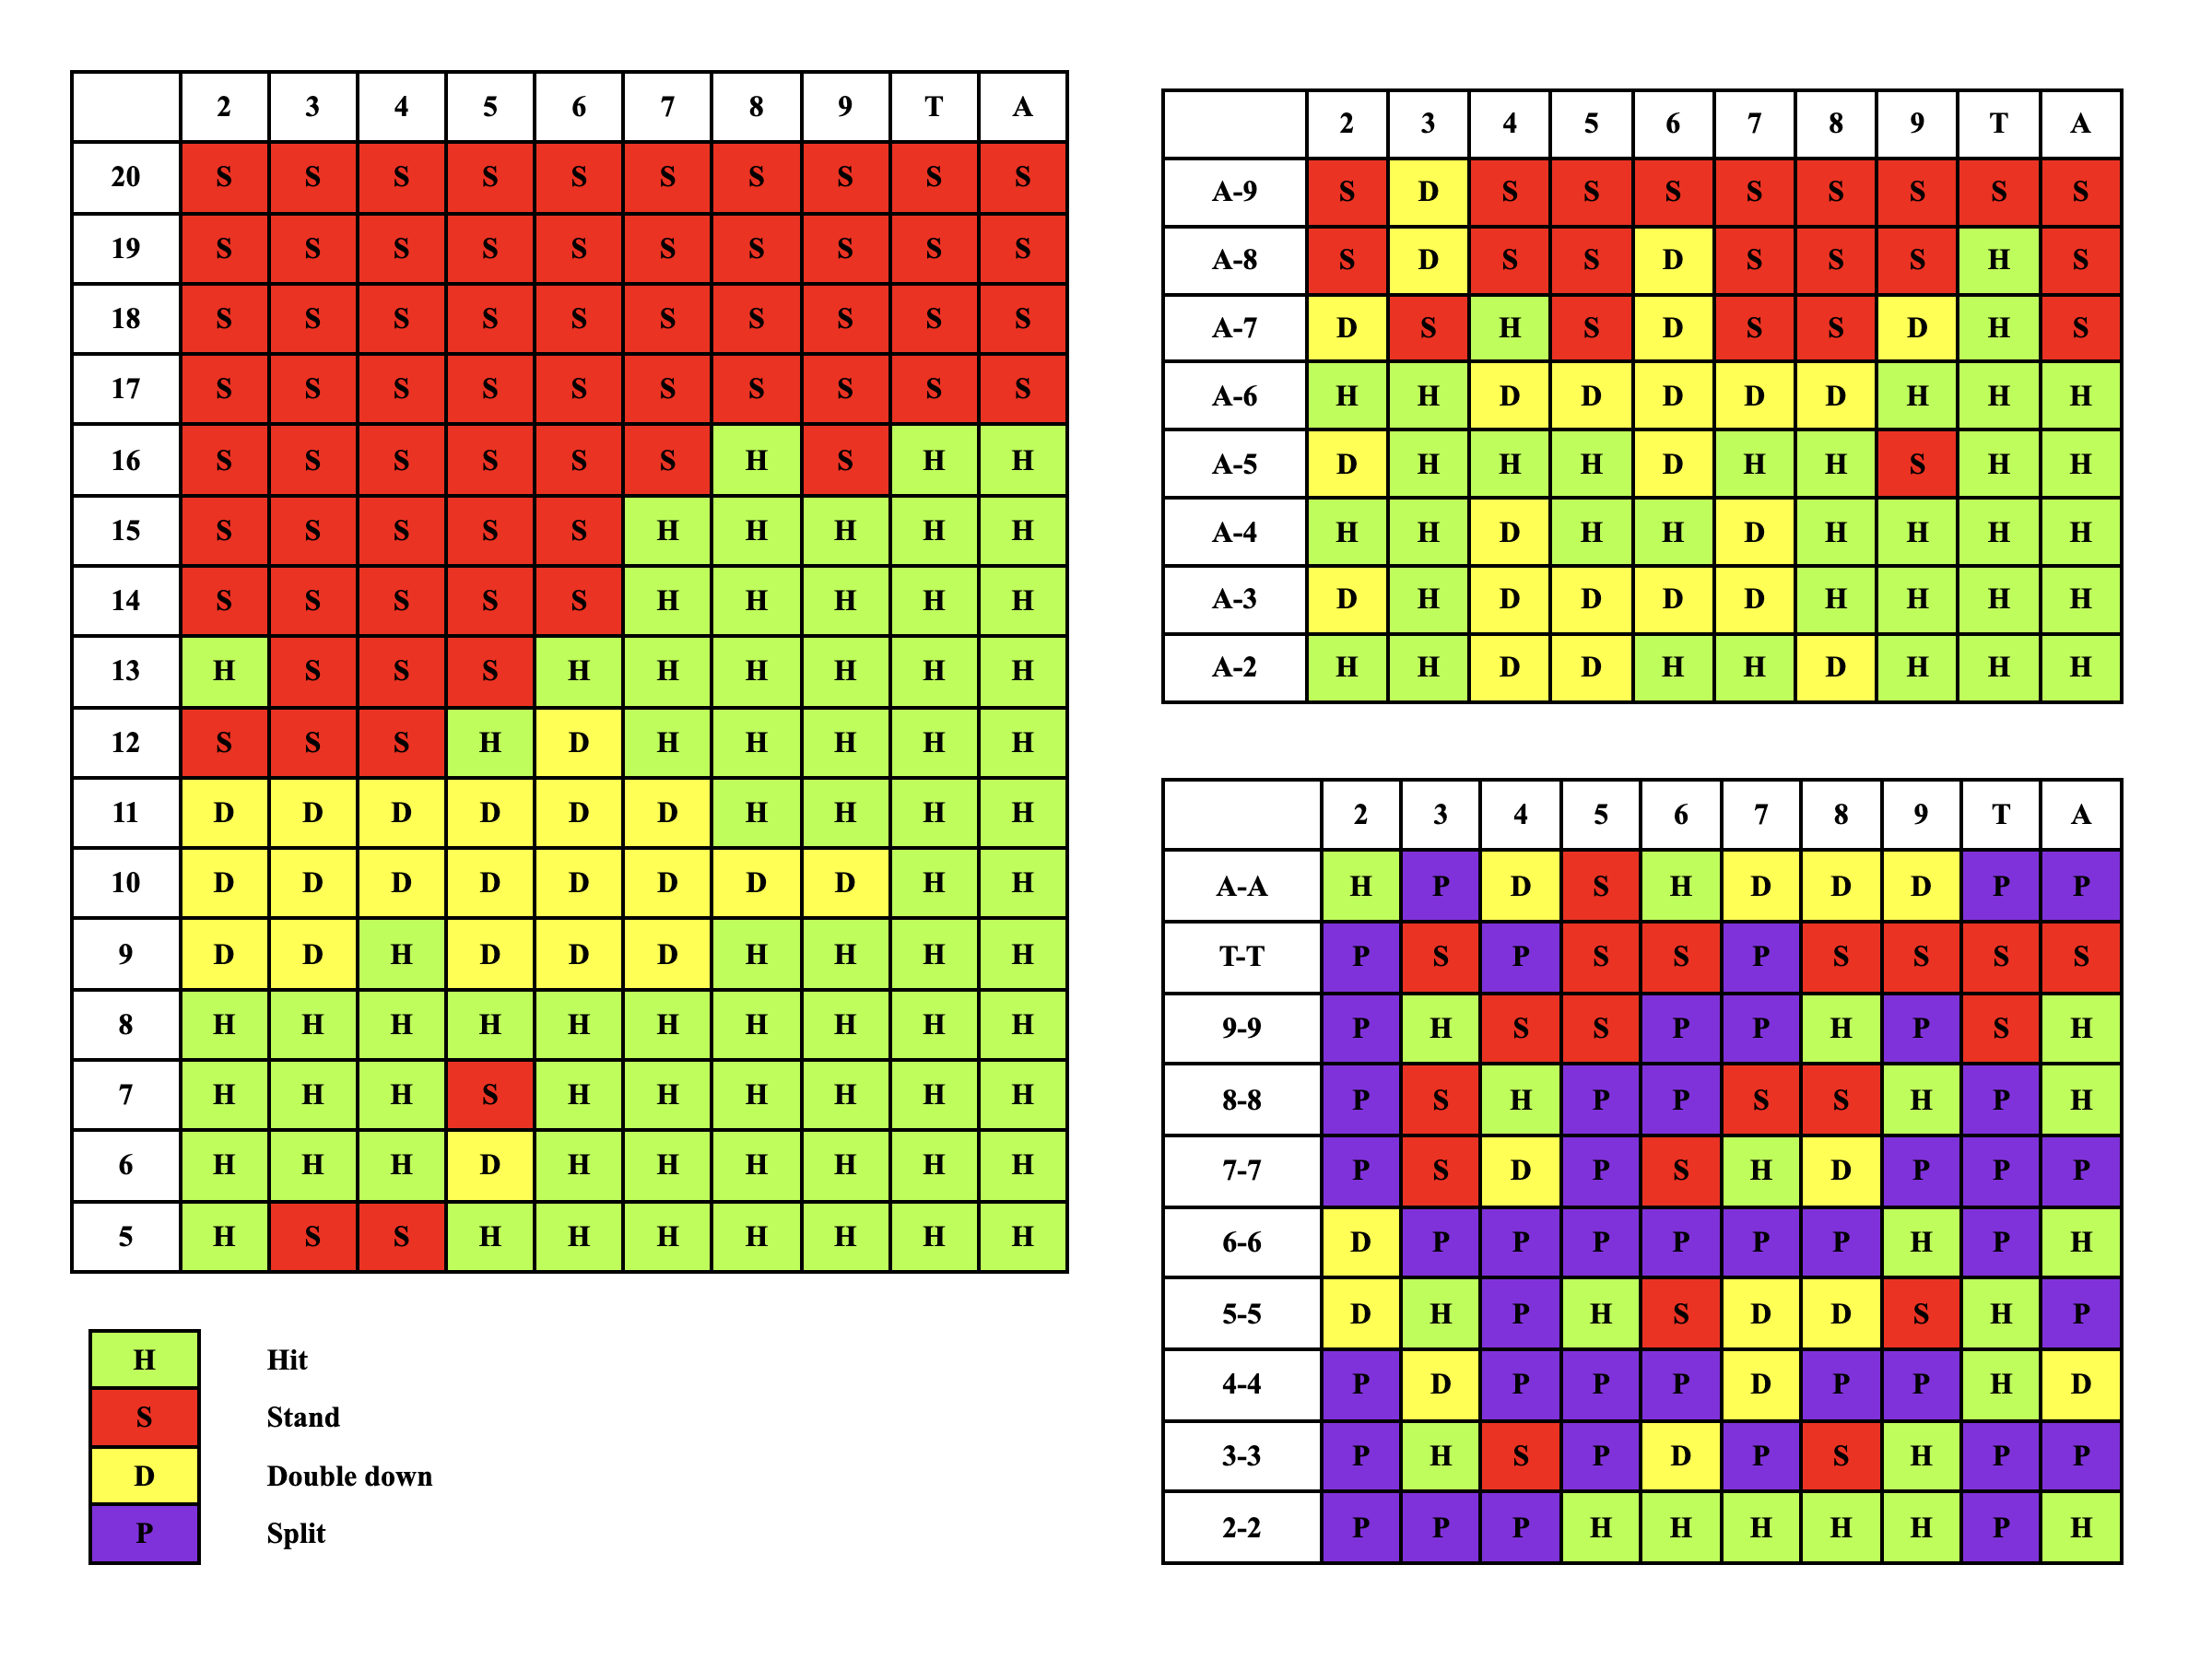 2 3 4 5 6 7 8 9 T A
20 S S S S S S S S S S
19 S S S S S S S S S S
18 S S S S S S S S S S
17 S S S S S S S S S S
16 S S S S S S H S H H
15 S S S S S H H H H H
14 S S S S S H H H H H
13 H S S S H H H H H H
12 S S S H D H H H H H
11 D D D D D D H H H H
10 D D D D D D D D H H
9 D D H D D D H H H H
8 H H H H H H H H H H
7 H H H S H H H H H H
6 H H H D H H H H H H
5 H S S H H H H H H H
H Hit
S Stand
D Double down
P Split
2 3 4 5 6 7 8 9 T A
A-9 S D S S S S S S S S
A-8 S D S S D S S S H S
A-7 D S H S D S S D H S
A-6 H H D D D D D H H H
A-5 D H H H D H H S H H
A-4 H H D H H D H H H H
A-3 D H D D D D H H H H
A-2 H H D D H H D H H H
2 3 4 5 6 7 8 9 T A
A-A H P D S H D D D P P
T-T P S P S S P S S S S
9-9 P H S S P P H P S H
8-8 P S H P P S S H P H
7-7 P S D P S H D P P P
6-6 D P P P P P P H P H
5-5 D H P H S D D S H P
4-4 P D P P P D P P H D
3-3 P H S P D P S H P P
2-2 P P P H H H H H P H